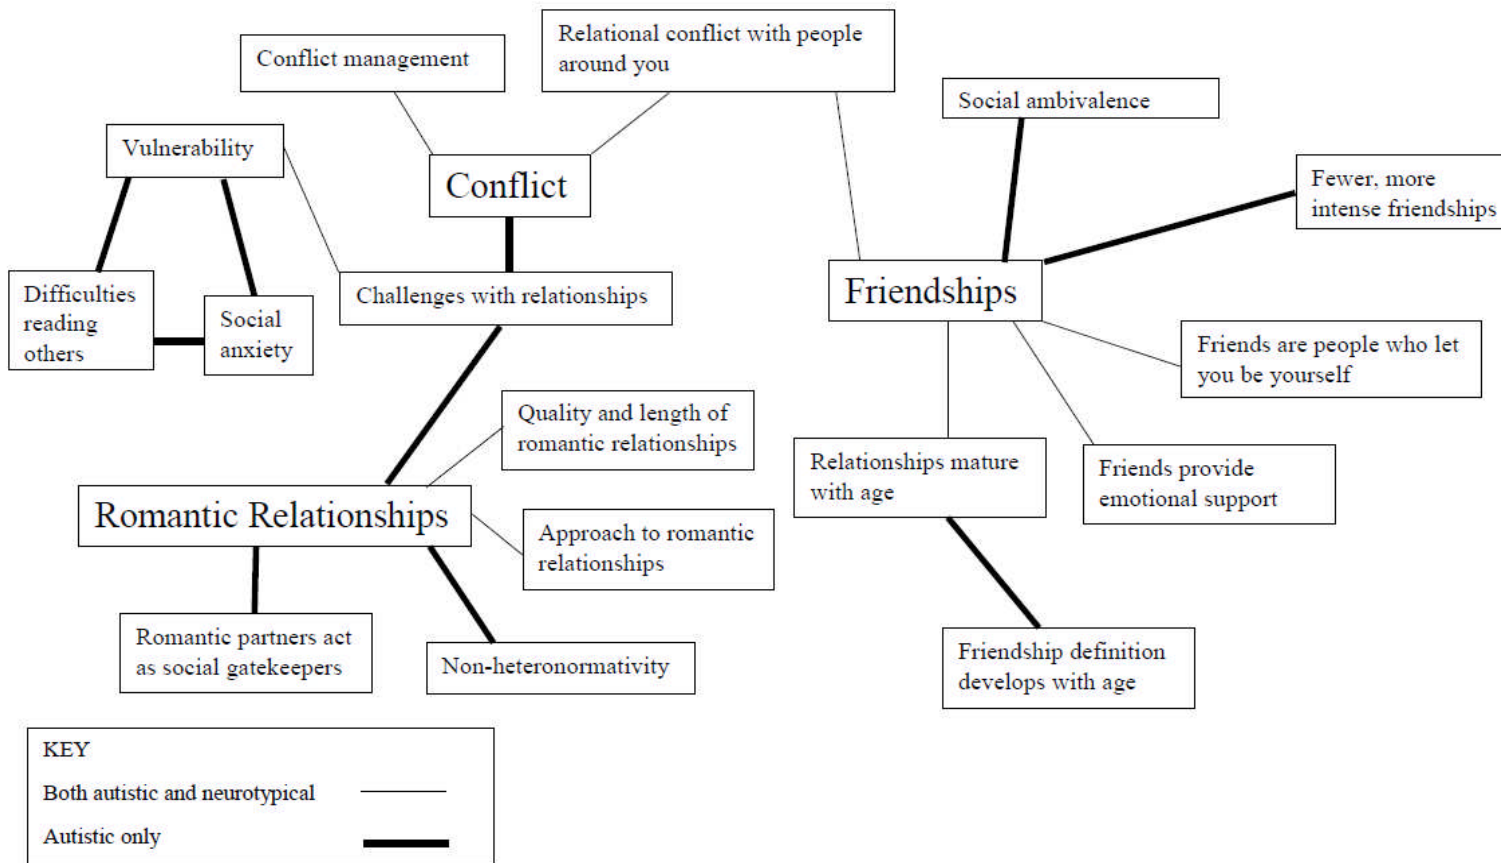 Conflict management
Relational conflict with people
around you
Social ambivalence
Vulnerability
Conflict
Fewer, more
intense friendships
Difficulties
reading
others
Social
anxiety
Challenges with relationships
Friendships
Friends are people who let
you be yourself
Quality and length of
romantic relationships
Relationships mature
with age
Friends provide
emotional support
Romantic Relationships
Approach to romantic
relationships
Romantic partners act
as social gatekeepers
Non-heteronormativity
Friendship definition
develops with age
KEY
Both autistic and neurotypical
Autistic only